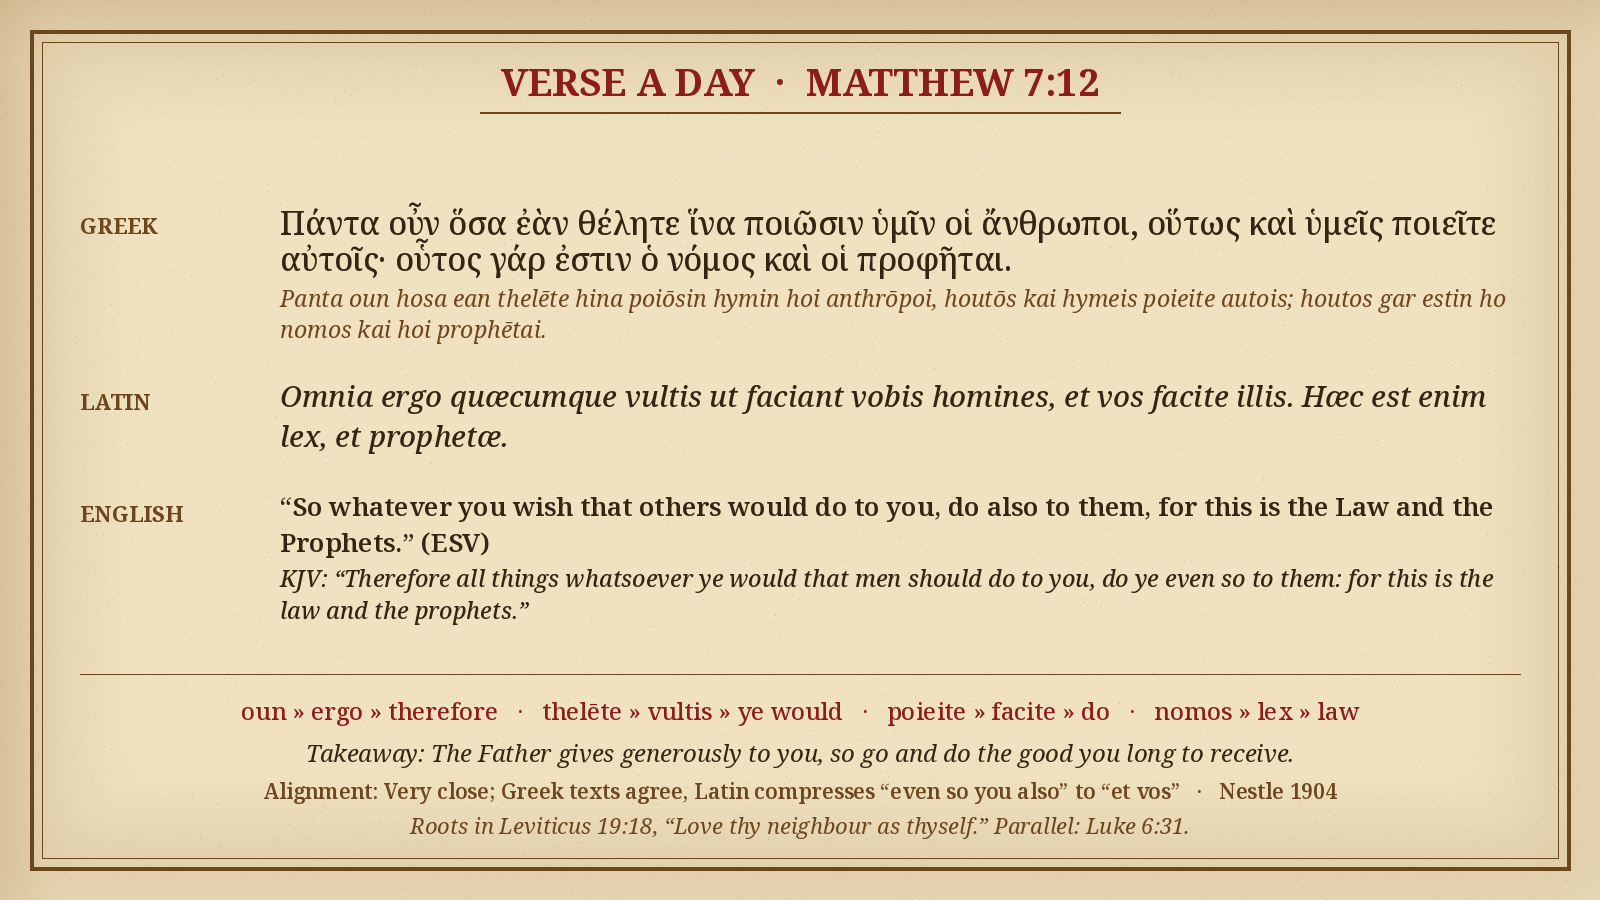 VERSE A DAY · MATTHEW 7:12
GREEK
Πάντα οὖν ὅσα ἐὰν θέλητε ἵνα ποιῶσιν ὑμῖν οἱ ἄνθρωποι, οὕτως καὶ ὑμεῖς ποιεῖτε
αὐτοῖς· οὗτος γάρ ἐστιν ὁ νόμος καὶ οἱ προφῆται.
Panta oun hosa ean thelēte hina poiōsin hymin hoi anthrōpoi, houtōs kai hymeis poieite autois; houtos gar estin ho
nomos kai hoi prophētai.
LATIN
Omnia ergo quæcumque vultis ut faciant vobis homines, et vos facite illis. Hæc est enim
lex, et prophetæ.
ENGLISH
“So whatever you wish that others would do to you, do also to them, for this is the Law and the
Prophets.” (ESV)
KJV: “Therefore all things whatsoever ye would that men should do to you, do ye even so to them: for this is the
law and the prophets.”
oun » ergo » therefore · thelēte » vultis » ye would · poieite » facite » do · nomos » lex » law
Takeaway: The Father gives generously to you, so go and do the good you long to receive.
Alignment: Very close; Greek texts agree, Latin compresses “even so you also” to “et vos” · Nestle 1904
Roots in Leviticus 19:18, “Love thy neighbour as thyself.” Parallel: Luke 6:31.